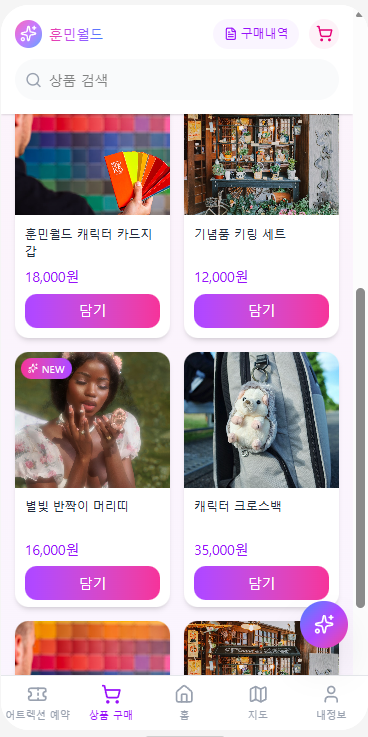 훈민월드
구매내역
상품 검색
훈민월드 캐릭터 카드지
갑
18,000원
담기
기념품 키링 세트
12,000원
담기
NEW
별빛 반짝이 머리띠
16,000원
담기
캐릭터 크로스백
35,000원
담기
어트랙션 예약
상품 구매
홈
지도
내정보